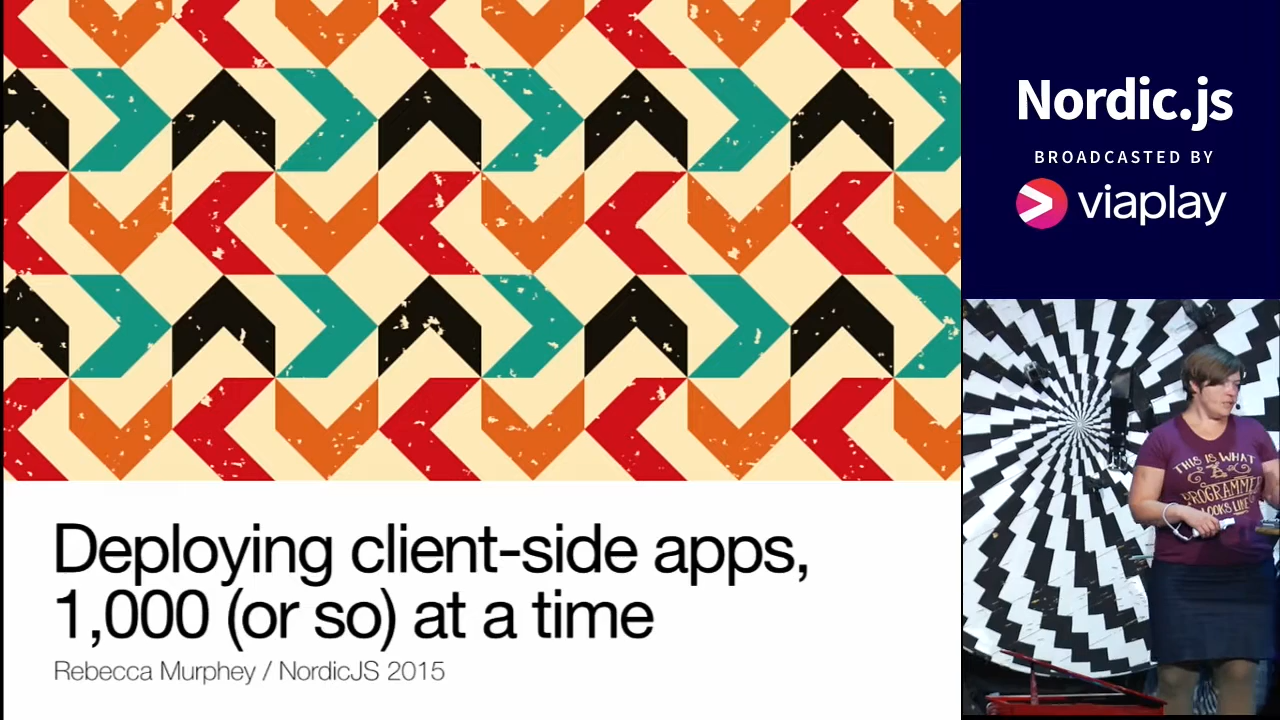 Nordic.js
BROADCASTED BY
viaplay
THIS IS WHAT
A
PROGRAMMER
LOOKS LIKE
Deploying client-side apps,
1,000 (or so) at a time
Rebecca Murphey / NordicJS 2015